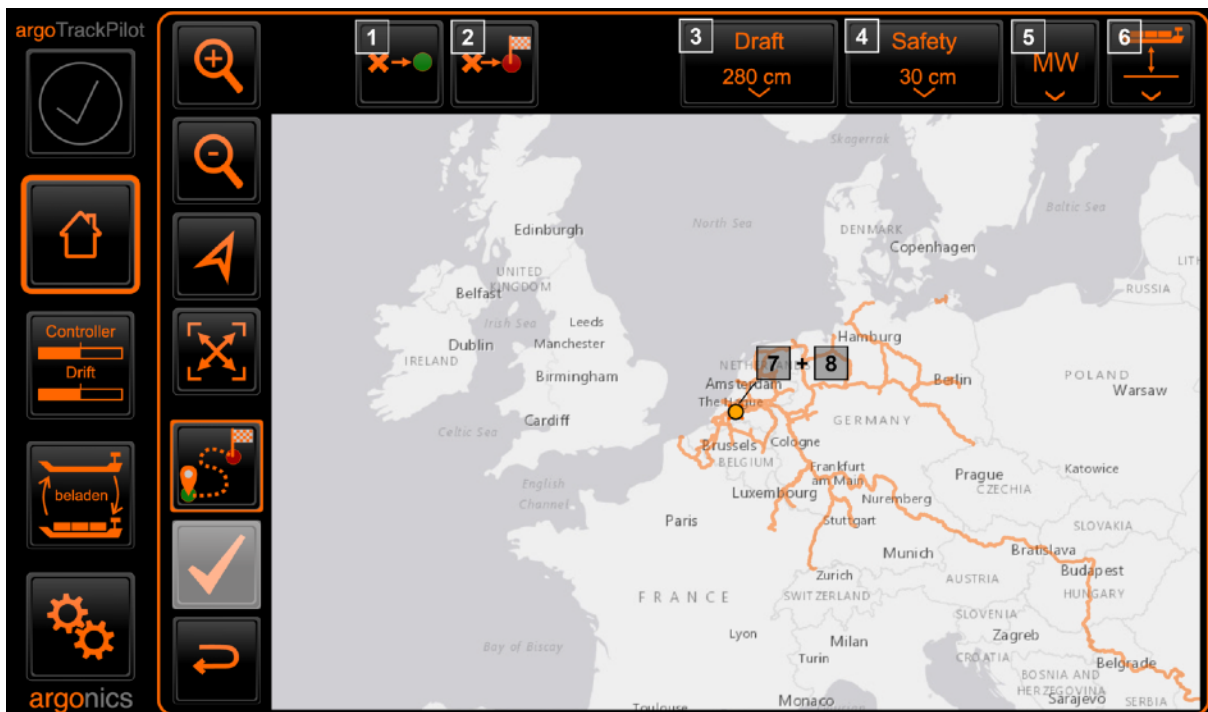 argoTrackPilot
Controller
Drift
beladen
argonics
1
2
3
Draft
280 cm
4
Safety
30 cm
5
MW
6
Skagerrak
Baltic Sea
North Sea
Edinburgh
DENMARK
Copenhagen
UNITED
KINGDOM
LITH
Belfast
RUSSIA
Irish Sea
Leeds
Hamburg
Dublin
Manchester
IRELAND
NETHERLANDS
7 + 8
Birmingham
Amsterdam
Berlin
POLAND
Warsaw
The Hague
Cardiff
GERMANY
Celtic Sea
Brussels
Cologne
BELGIUM
Frankfurt
am Main
Prague
Katowice
English
Channel
Luxembourg
Nuremberg
CZECHIA
Paris
Stuttgart
SLOVAKIA
Munich
Bratislava
Zurich
AUSTRIA
Budapest
FRANCE
SWITZERLAND
HUNGARY
SLOVENIA
Lyon
Milan
Zagreb
Bay of Biscay
Turin
CROATIA
Belgrade
BOSNIA AND
HERZEGOVINA
Monaco
Sarajevo
SERBIA
Toulouse